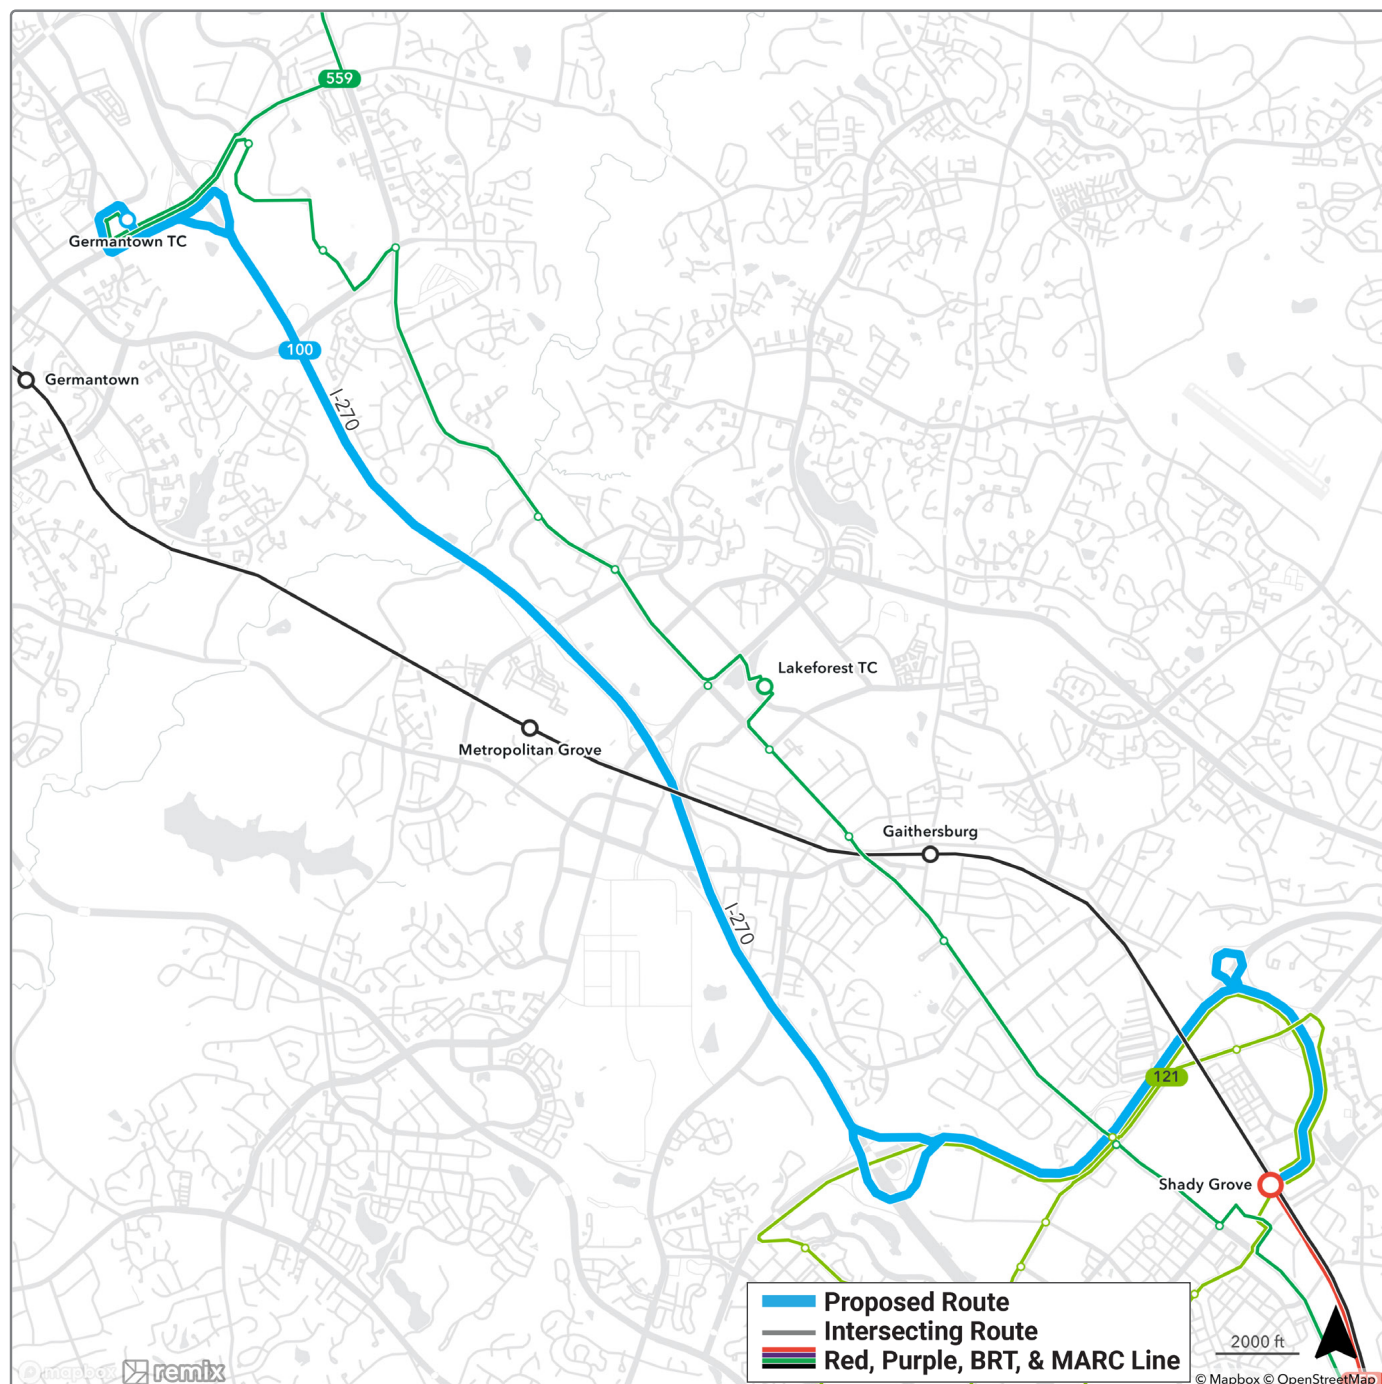 559
Germantown TC
100
I-270
Germantown
Lakeforest TC
Metropolitan Grove
Gaithersburg
I-270
121
Shady Grove
Proposed Route
Intersecting Route
Red, Purple, BRT, & MARC Line
2000 ft
mapbox remix
© Mapbox © OpenStreetMap